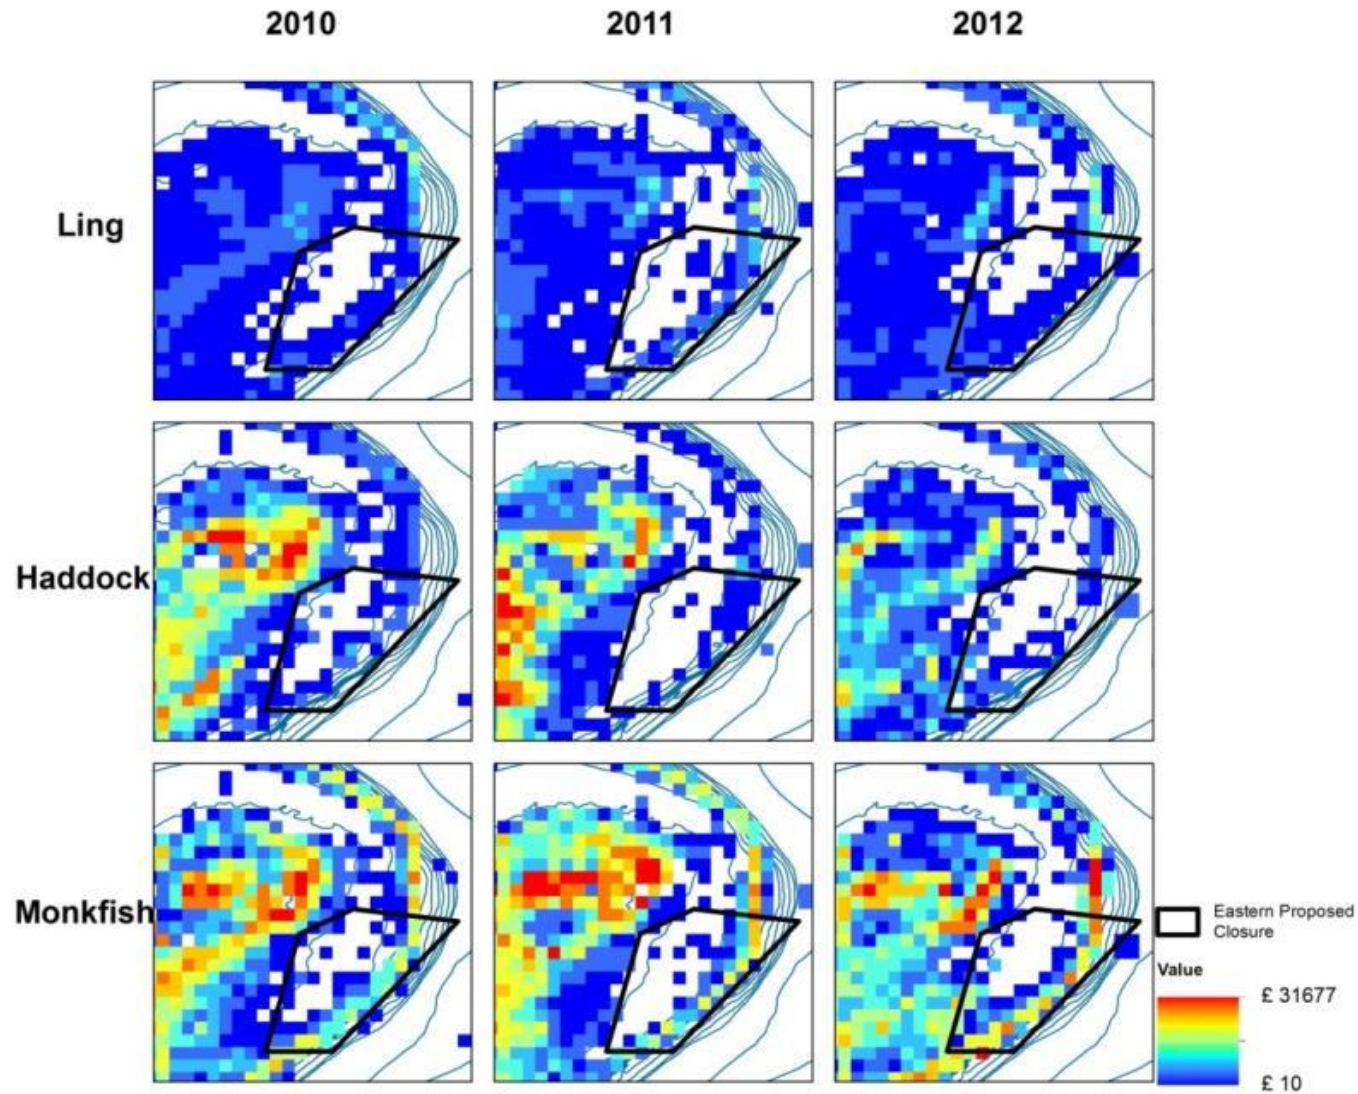 2010 2011 2012
Ling
Haddock
Monkfish
Eastern Proposed
Closure
Value
£ 31677
£ 10